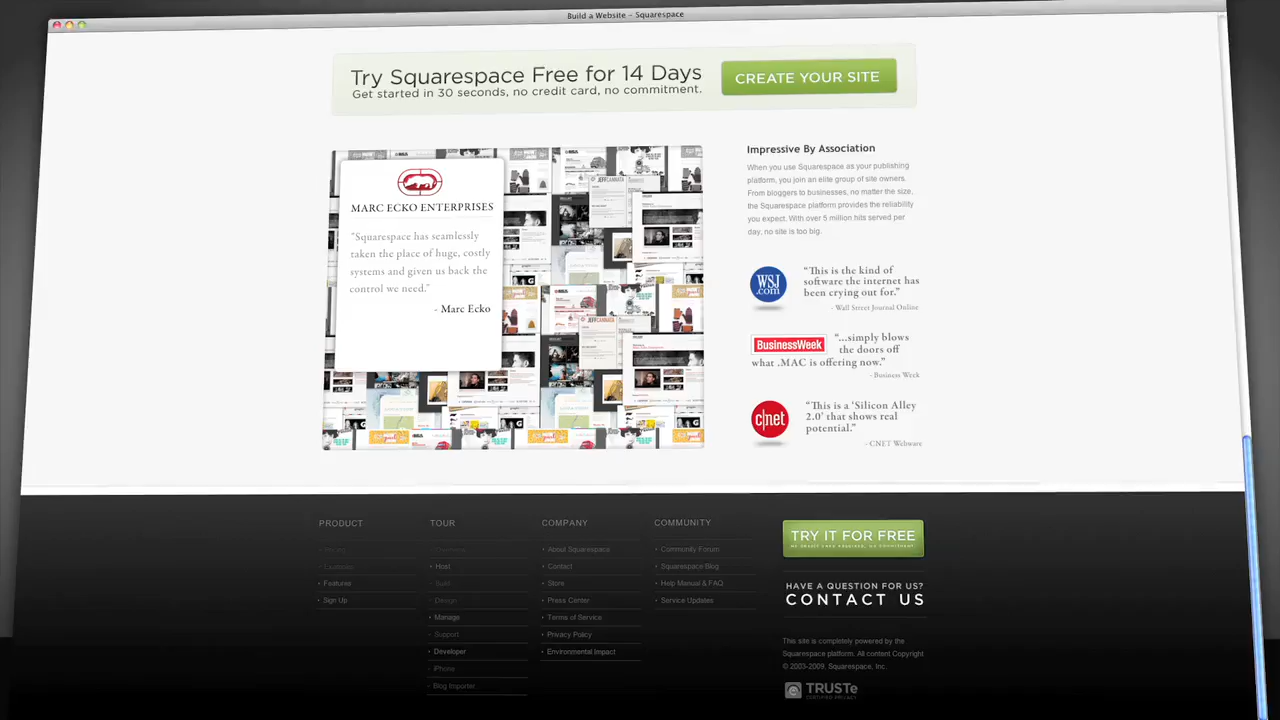 Build a Website – Squarespace
Try Squarespace Free for 14 Days
Get started in 30 seconds, no credit card, no commitment.
CREATE YOUR SITE
MARC ECKO ENTERPRISES
"Squarespace has seamlessly
taken the place of huge, costly
systems and given us back the
control we need."
- Marc Ecko
Impressive By Association
When you use Squarespace as your publishing
platform, you join an elite group of site owners.
From bloggers to businesses, no matter the size,
the Squarespace platform provides the reliability
you expect. With over 5 million hits served per
day, no site is too big.
WSJ
.com
“This is the kind of
software the internet has
been crying out for.”
- Wall Street Journal Online
BusinessWeek
“...simply blows
the doors off
what .MAC is offering now.”
- Business Week
c|net
“This is a ‘Silicon Alley
2.0’ that shows real
potential.”
- CNET Webware
PRODUCT
Pricing
Examples
Features
Sign Up
TOUR
Overview
Host
Build
Design
Manage
Support
Developer
iPhone
Blog Importer
COMPANY
About Squarespace
Contact
Store
Press Center
Terms of Service
Privacy Policy
Environmental Impact
COMMUNITY
Community Forum
Squarespace Blog
Help Manual & FAQ
Service Updates
TRY IT FOR FREE
NO CREDIT CARD REQUIRED, NO COMMITMENT.
HAVE A QUESTION FOR US?
CONTACT US
This site is completely powered by the
Squarespace platform. All content Copyright
© 2003-2009. Squarespace, Inc.
TRUSTe
CERTIFIED PRIVACY